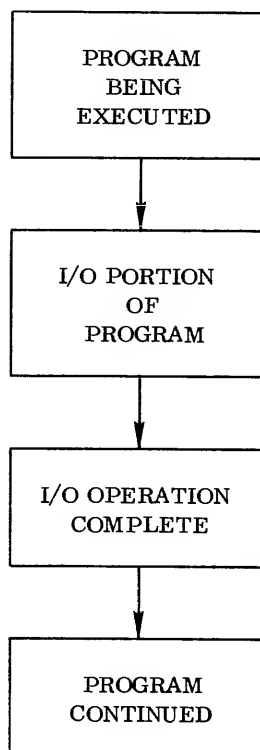 PROGRAM
BEING
EXECUTED
I/O PORTION
OF
PROGRAM
I/O OPERATION
COMPLETE
PROGRAM
CONTINUED